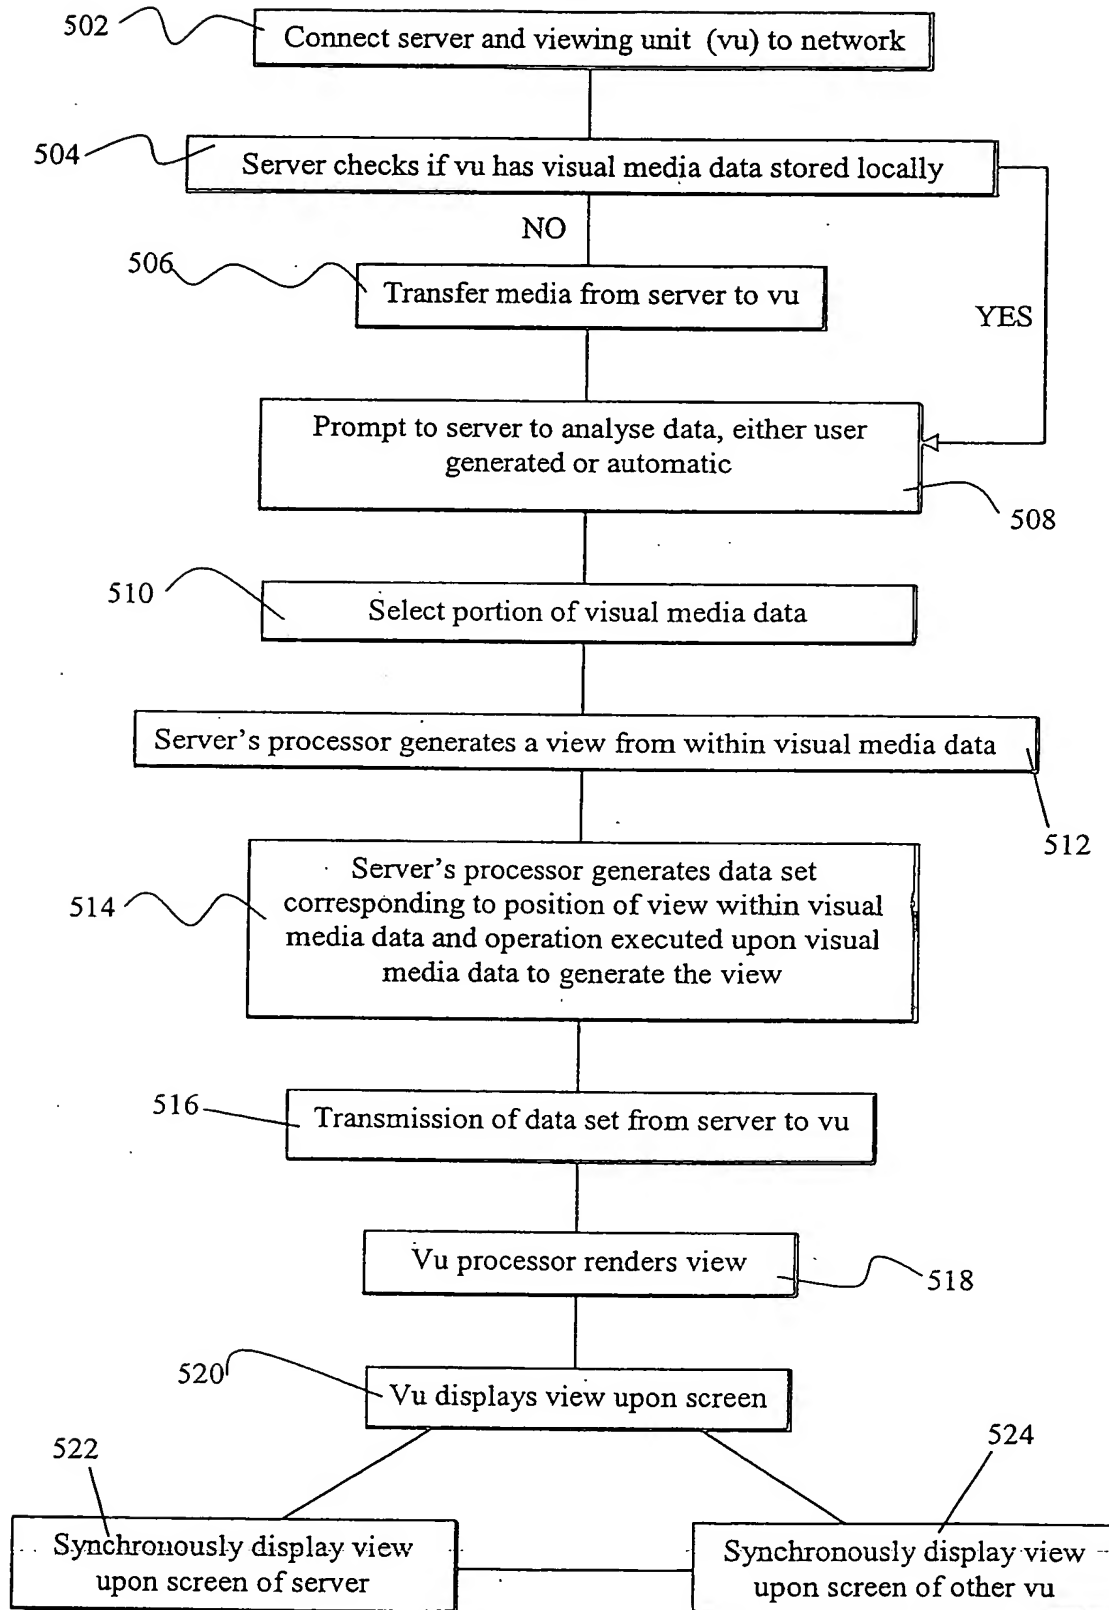 502
Connect server and viewing unit (vu) to network
504
Server checks if vu has visual media data stored locally
NO
506
Transfer media from server to vu
YES
Prompt to server to analyse data, either user
generated or automatic
508
510
Select portion of visual media data
Server's processor generates a view from within visual media data
512
514
Server's processor generates data set
corresponding to position of view within visual
media data and operation executed upon visual
media data to generate the view
516
Transmission of data set from server to vu
Vu processor renders view
518
520
Vu displays view upon screen
522
524
Synchronously display view
upon screen of server
Synchronously display view
upon screen of other vu